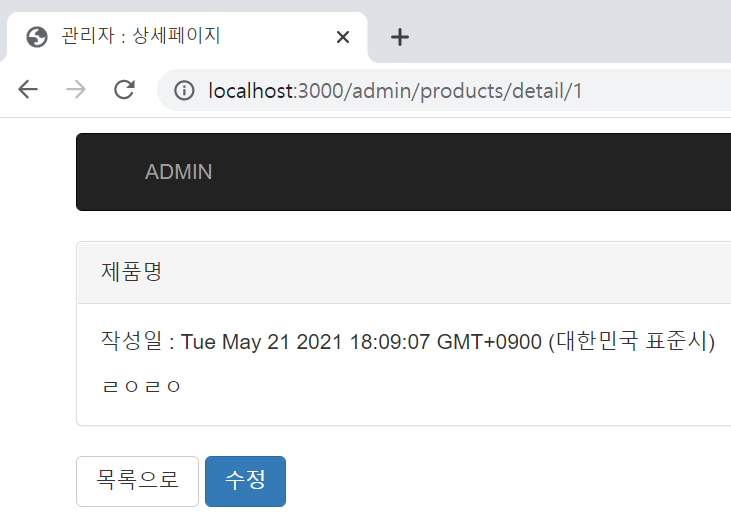 관리자 : 상세페이지
localhost:3000/admin/products/detail/1
ADMIN
제품명
작성일 : Tue May 21 2021 18:09:07 GMT+0900 (대한민국 표준시)
ㄹㅇㄹㅇ
목록으로 수정